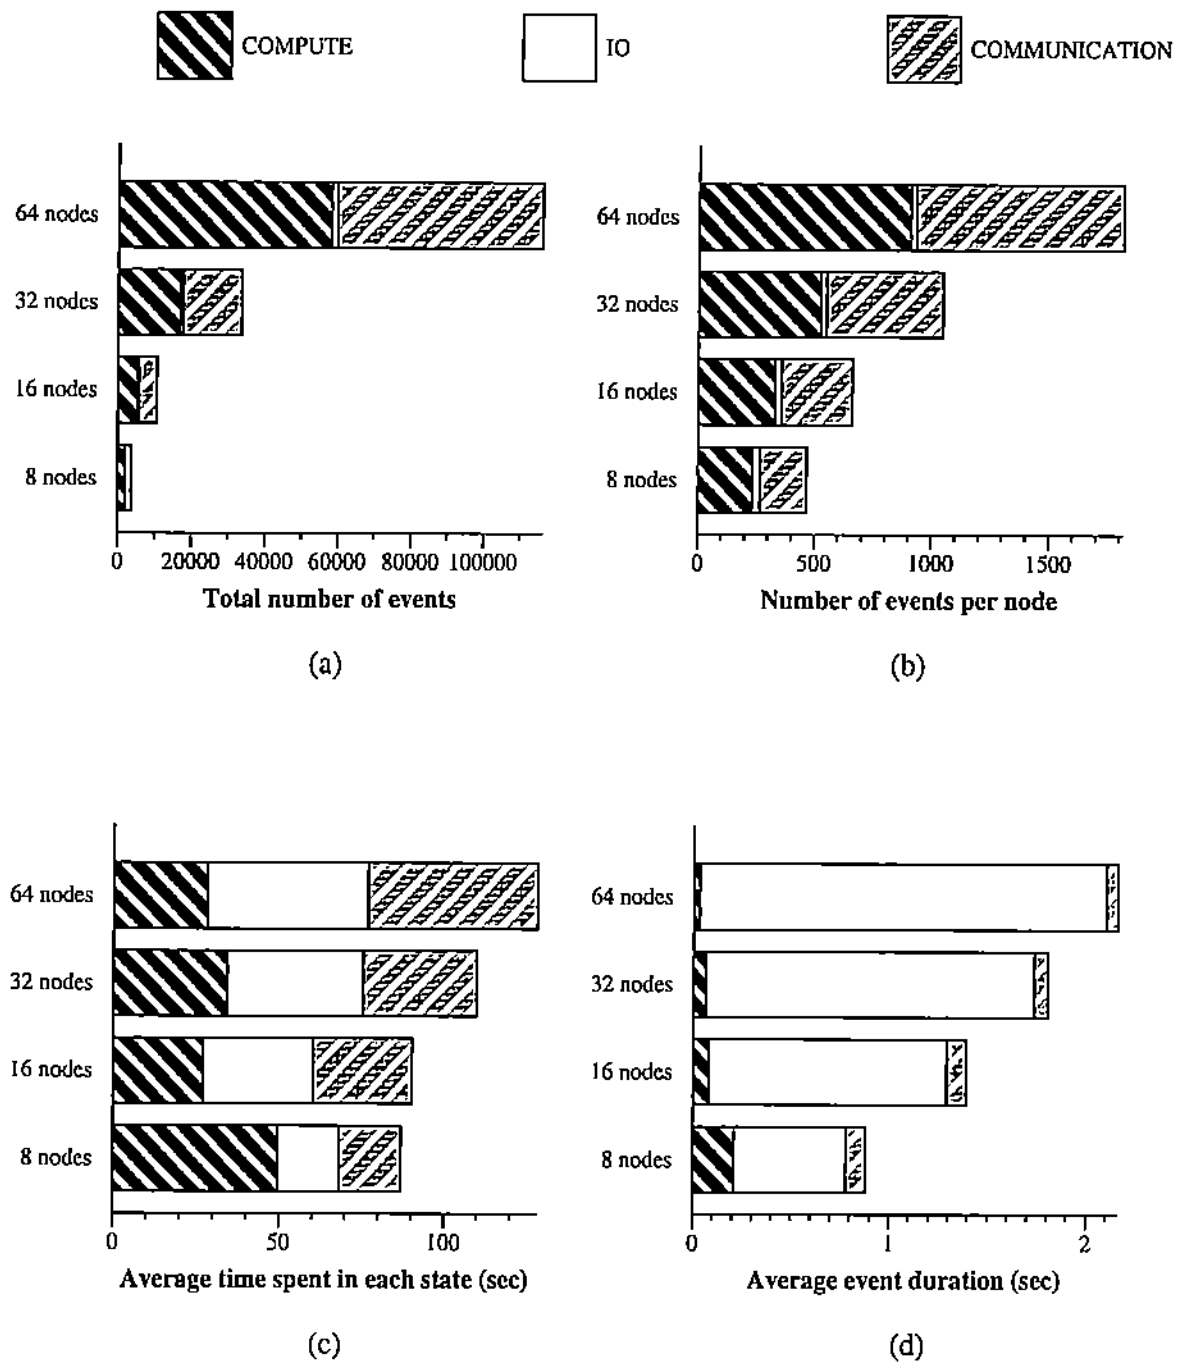 COMPUTE
IO
COMMUNICATION
64 nodes
32 nodes
16 nodes
8 nodes
0 20000 40000 60000 80000 100000
Total number of events
(a)
64 nodes
32 nodes
16 nodes
8 nodes
0 500 1000 1500
Number of events per node
(b)
64 nodes
32 nodes
16 nodes
8 nodes
0 50 100
Average time spent in each state (sec)
(c)
64 nodes
32 nodes
16 nodes
8 nodes
0 1 2
Average event duration (sec)
(d)